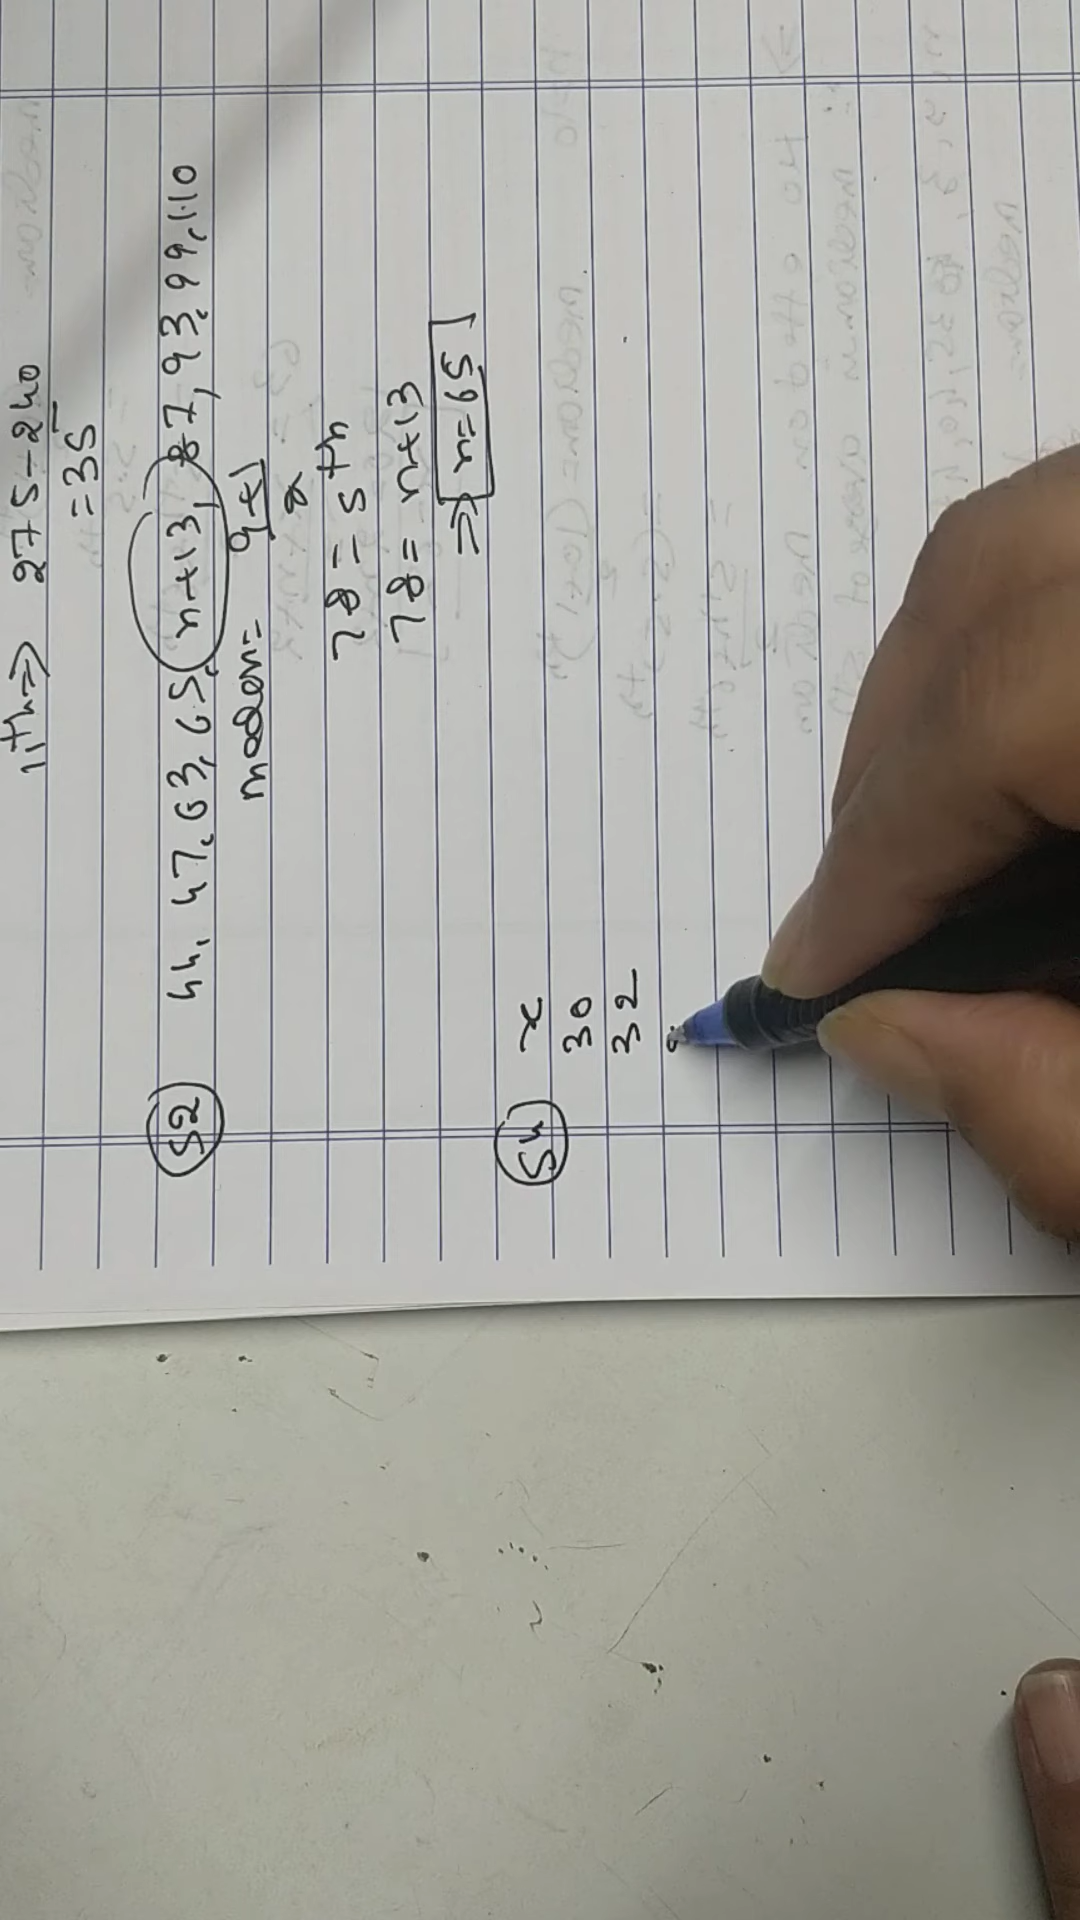 11th ⇒ 275-240
=35
52 44, 47, 63, 65, x+13, 87, 93, 99, 110
9+1
2
78 = 5th
78 = x+13
⇒ x=65
54 x
30
32